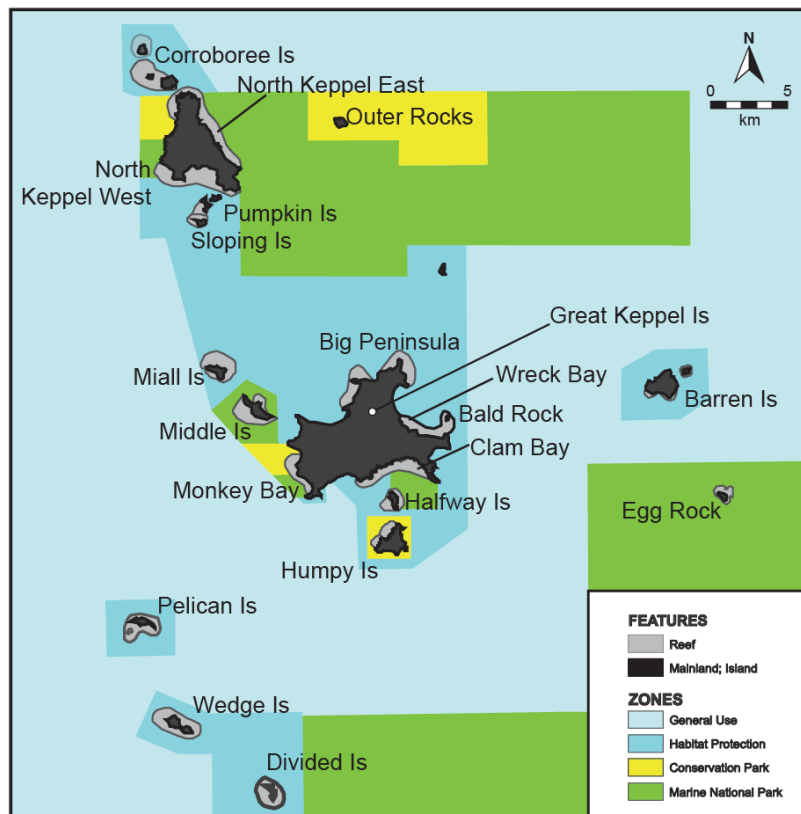 Corroboree Is
N
North Keppel East
0 5
km
Outer Rocks
North
Keppel West
Pumpkin Is
Sloping Is
Great Keppel Is
Big Peninsula
Miall Is
Wreck Bay
Barren Is
Bald Rock
Middle Is
Clam Bay
Monkey Bay
Halfway Is
Egg Rock
Humpy Is
Pelican Is
FEATURES
Reef
Mainland; Island
ZONES
General Use
Habitat Protection
Conservation Park
Marine National Park
Wedge Is
Divided Is